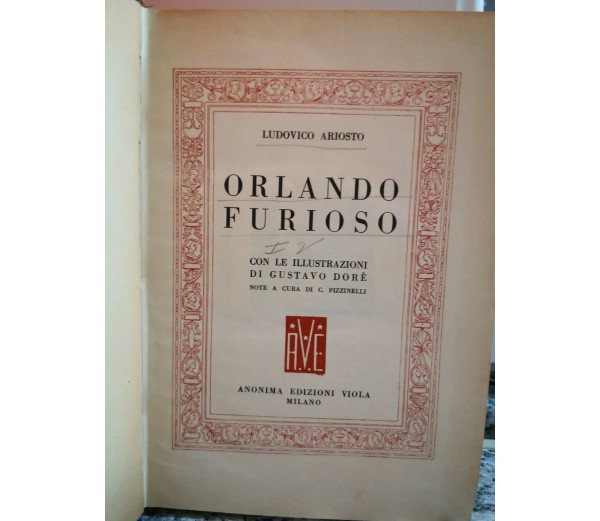 LUDOVICO ARIOSTO
ORLANDO
FURIOSO
I V
CON LE ILLUSTRAZIONI
DI GUSTAVO DORÈ
NOTE A CURA DI C. PIZZINELLI
A.V.E
ANONIMA EDIZIONI VIOLA
MILANO